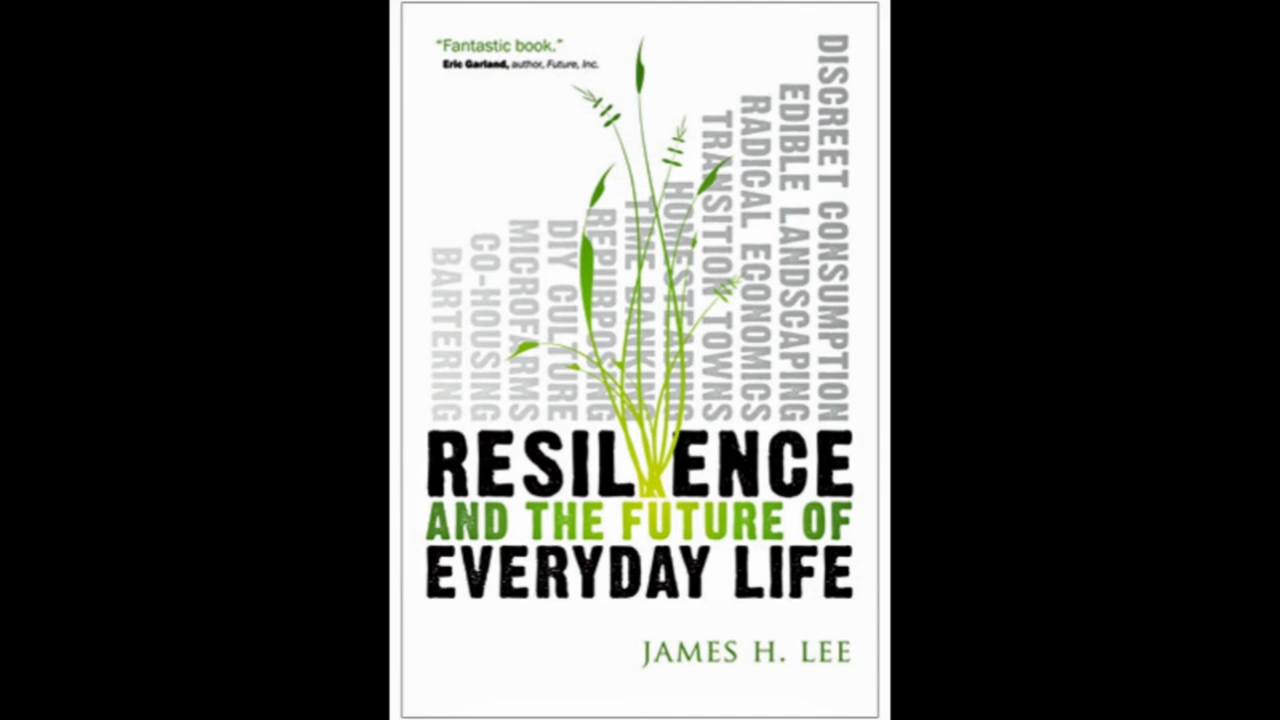 “Fantastic book.”
Eric Garland, author, Future, Inc.
BARTERING
CO-HOUSING
MICROFARMS
DIY CULTURE
REPURPOSING
TIME BANKING
HOMESTEADING
TRANSITION TOWNS
RADICAL ECONOMICS
EDIBLE LANDSCAPING
DISCREET CONSUMPTION
RESILIENCE
AND THE FUTURE OF
EVERYDAY LIFE
JAMES H. LEE